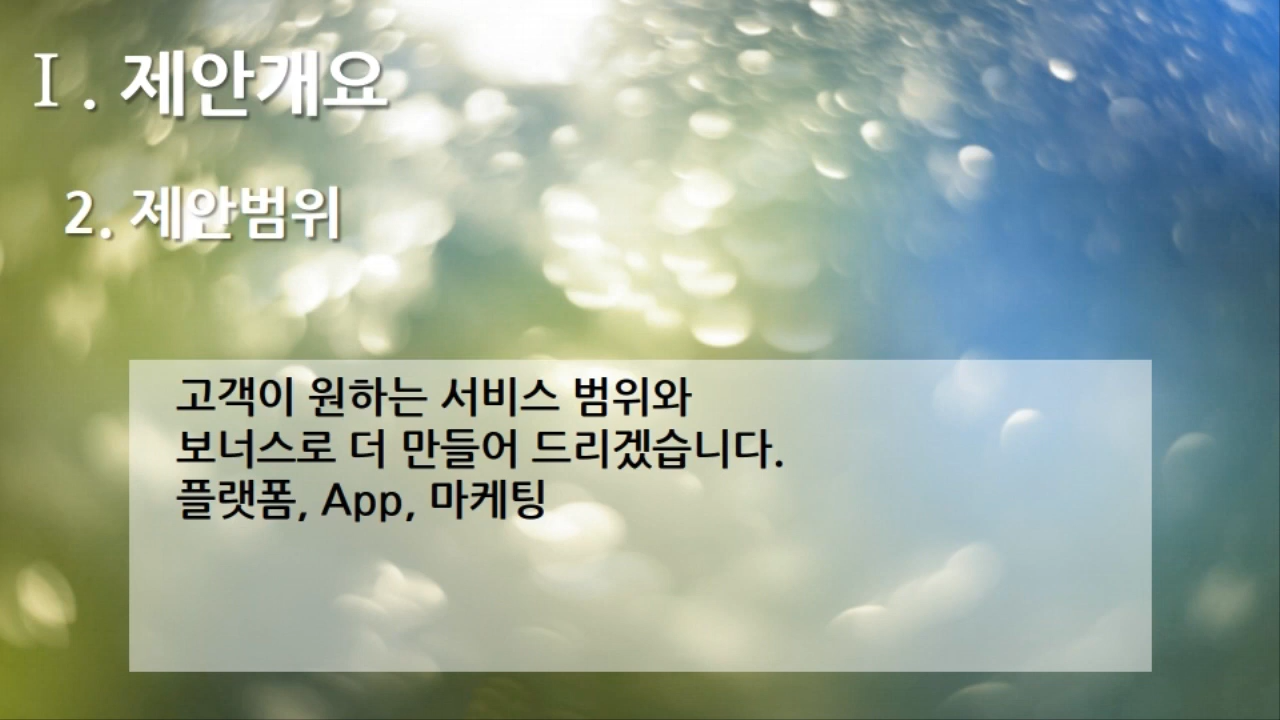 Ⅰ. 제안개요
2. 제안범위
고객이 원하는 서비스 범위와
보너스로 더 만들어 드리겠습니다.
플랫폼, App, 마케팅